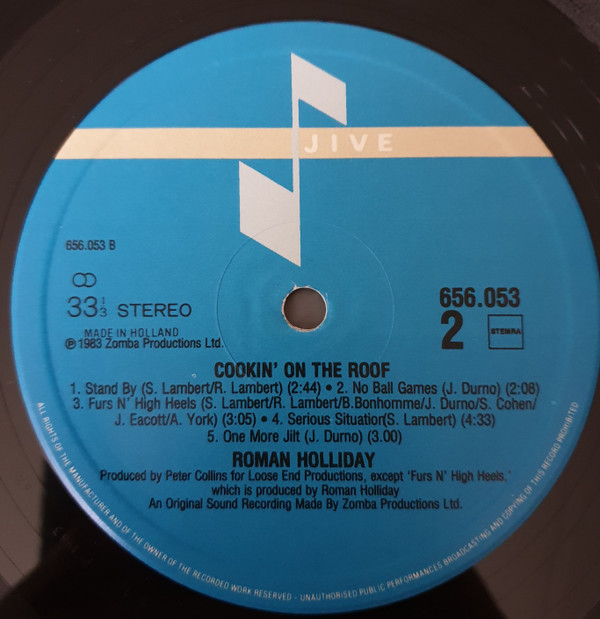 JIVE
656.053 B
33 1/3 STEREO
MADE IN HOLLAND
℗ 1983 Zomba Productions Ltd.
656.053
2
STEMRA
COOKIN' ON THE ROOF
1. Stand By (S. Lambert/R. Lambert) (2:44) • 2. No Ball Games (J. Durno) (2:08)
3. Furs N' High Heels (S. Lambert/R. Lambert/B.Bonhomme/J. Durno/S. Cohen/
J. Eacott/A. York) (3:05) • 4. Serious Situation(S. Lambert) (4:33)
5. One More Jilt (J. Durno) (3.00)
ROMAN HOLLIDAY
Produced by Peter Collins for Loose End Productions, except 'Furs N' High Heels,'
which is produced by Roman Holliday
An Original Sound Recording Made By Zomba Productions Ltd.
ALL RIGHTS OF THE MANUFACTURER AND OF THE OWNER OF THE RECORDED WORK RESERVED - UNAUTHORISED PUBLIC PERFORMANCES BROADCASTING AND COPYING OF THIS RECORD PROHIBITED